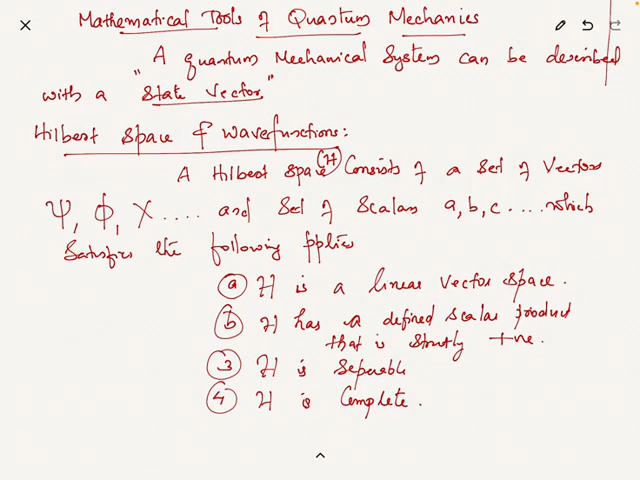 Mathematical Tools of Quantum Mechanics
"A quantum Mechanical System can be described
with a State Vector"
Hilbert Space & Wavefunctions:
A Hilbert Space (H) Consists of a Set of Vectors
Ψ, Φ, X .... and Set of Scalars a, b, c .... which
Satisfies the following ppties
(a) H is a linear vector space.
(b) H has a defined scalar product
that is strictly +ve.
(3) H is Seperable
(4) H is Complete.